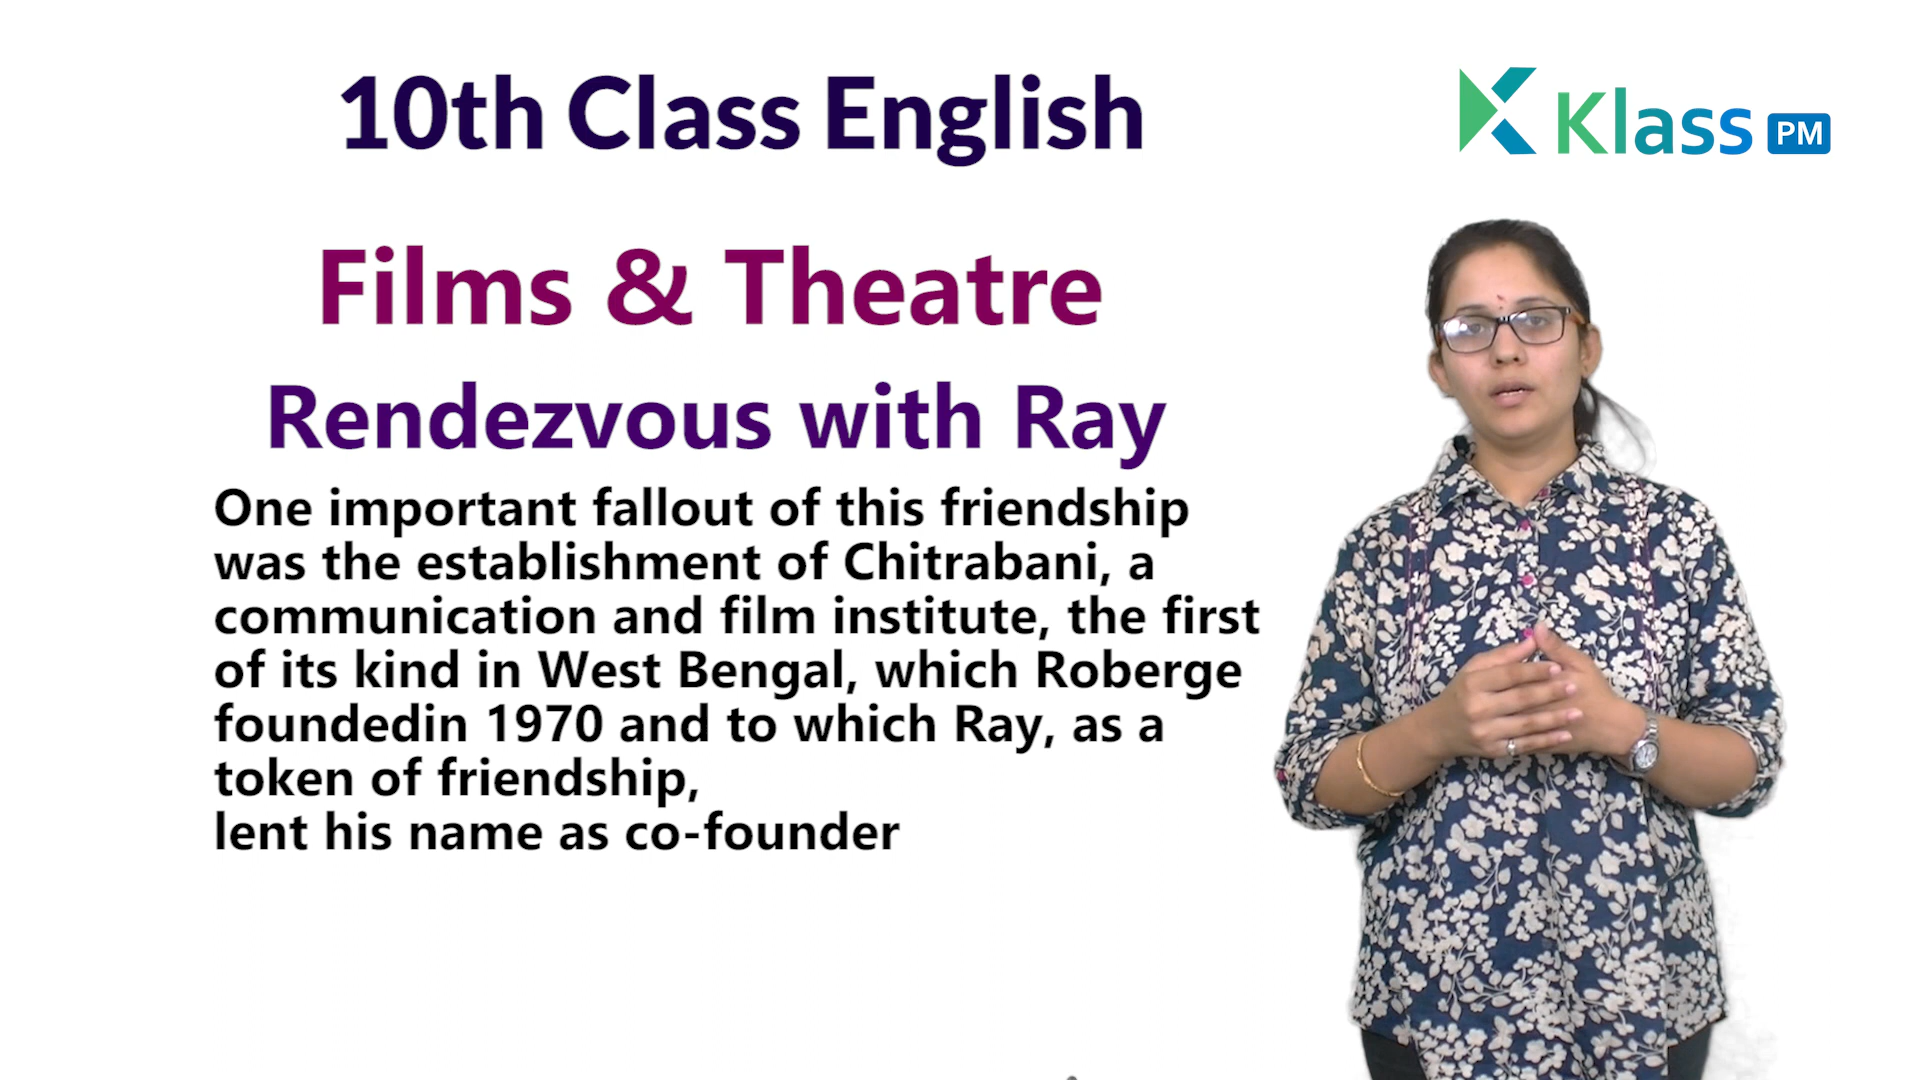 10th Class English
Klass PM
Films & Theatre
Rendezvous with Ray
One important fallout of this friendship
was the establishment of Chitrabani, a
communication and film institute, the first
of its kind in West Bengal, which Roberge
foundedin 1970 and to which Ray, as a
token of friendship,
lent his name as co-founder